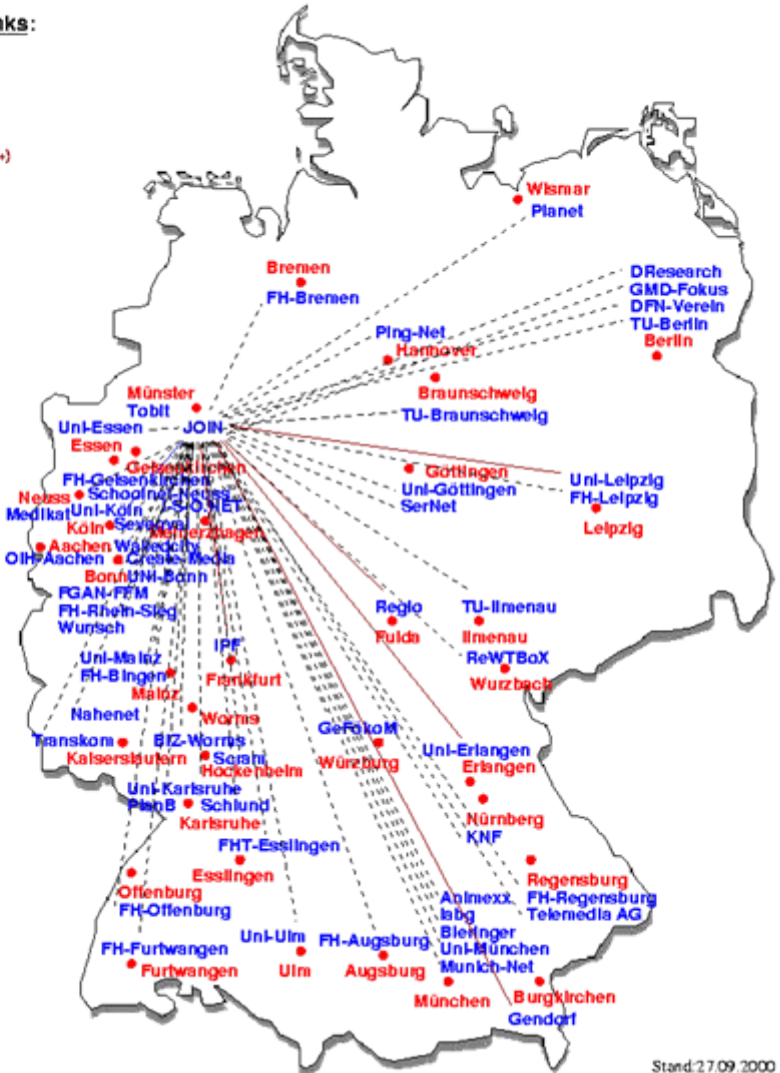 nks:
+)
Wismar
Planet
Bremen
FH-Bremen
DResearch
GMD-Fokus
DFN-Verein
TU-Berlin
Berlin
Ping-Net
Hannover
Braunschweig
TU-Braunschweig
Münster
Tobit
JOIN
Uni-Essen
Essen
Gelsenkirchen
FH-Gelsenkirchen
Göttingen
Uni-Göttingen
SerNet
Uni-Leipzig
FH-Leipzig
Leipzig
Neuss
Schoolnet-Neuss
Medikat
Uni-Köln
S.O.NET
Köln
Meinerzhagen
Aachen
OIH-Aachen
Create-Media
Bonn
UNI-Bonn
FGAN-FFM
FH-Rhein-Sieg
Wunsch
Regio
Fulda
TU-Ilmenau
Ilmenau
ReWTBoX
Wurzbach
IPF
Frankfurt
Uni-Mainz
FH-Bingen
Mainz
Nahenet
Worms
Transkom
BIZ-Worms
Kaiserslautern
Hockenheim
GeFökoM
Würzburg
Uni-Erlangen
Erlangen
Uni-Karlsruhe
PlanB
Schlund
Karlsruhe
Nürnberg
KNF
FHT-Esslingen
Esslingen
Offenburg
FH-Offenburg
Regensburg
FH-Regensburg
Telemedia AG
Animexx
Iabg
Bieringer
Uni-München
Munich-Net
München
FH-Furtwangen
Furtwangen
Uni-Ulm
Ulm
FH-Augsburg
Augsburg
Burgkirchen
Gendorf
Stand:27.09.2000